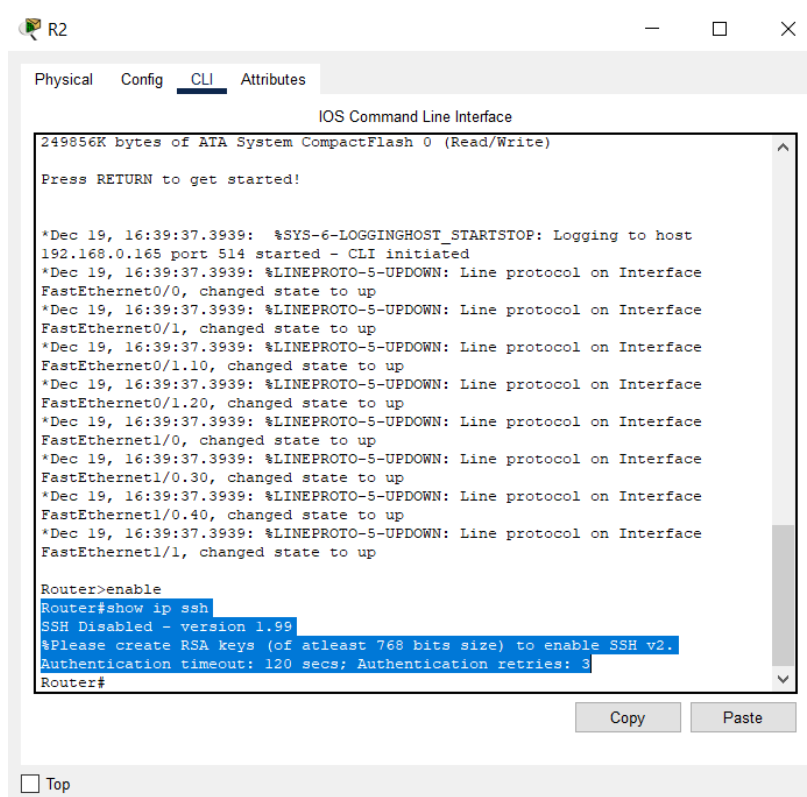 R2
Physical Config CLI Attributes
IOS Command Line Interface
249856K bytes of ATA System CompactFlash 0 (Read/Write)
Press RETURN to get started!
*Dec 19, 16:39:37.3939:  %SYS-6-LOGGINGHOST_STARTSTOP: Logging to host
192.168.0.165 port 514 started - CLI initiated
*Dec 19, 16:39:37.3939: %LINEPROTO-5-UPDOWN: Line protocol on Interface
FastEthernet0/0, changed state to up
*Dec 19, 16:39:37.3939: %LINEPROTO-5-UPDOWN: Line protocol on Interface
FastEthernet0/1, changed state to up
*Dec 19, 16:39:37.3939: %LINEPROTO-5-UPDOWN: Line protocol on Interface
FastEthernet0/1.10, changed state to up
*Dec 19, 16:39:37.3939: %LINEPROTO-5-UPDOWN: Line protocol on Interface
FastEthernet0/1.20, changed state to up
*Dec 19, 16:39:37.3939: %LINEPROTO-5-UPDOWN: Line protocol on Interface
FastEthernet1/0, changed state to up
*Dec 19, 16:39:37.3939: %LINEPROTO-5-UPDOWN: Line protocol on Interface
FastEthernet1/0.30, changed state to up
*Dec 19, 16:39:37.3939: %LINEPROTO-5-UPDOWN: Line protocol on Interface
FastEthernet1/0.40, changed state to up
*Dec 19, 16:39:37.3939: %LINEPROTO-5-UPDOWN: Line protocol on Interface
FastEthernet1/1, changed state to up
Router>enable
Router#show ip ssh
SSH Disabled - version 1.99
%Please create RSA keys (of atleast 768 bits size) to enable SSH v2.
Authentication timeout: 120 secs; Authentication retries: 3
Router#
Copy Paste
Top